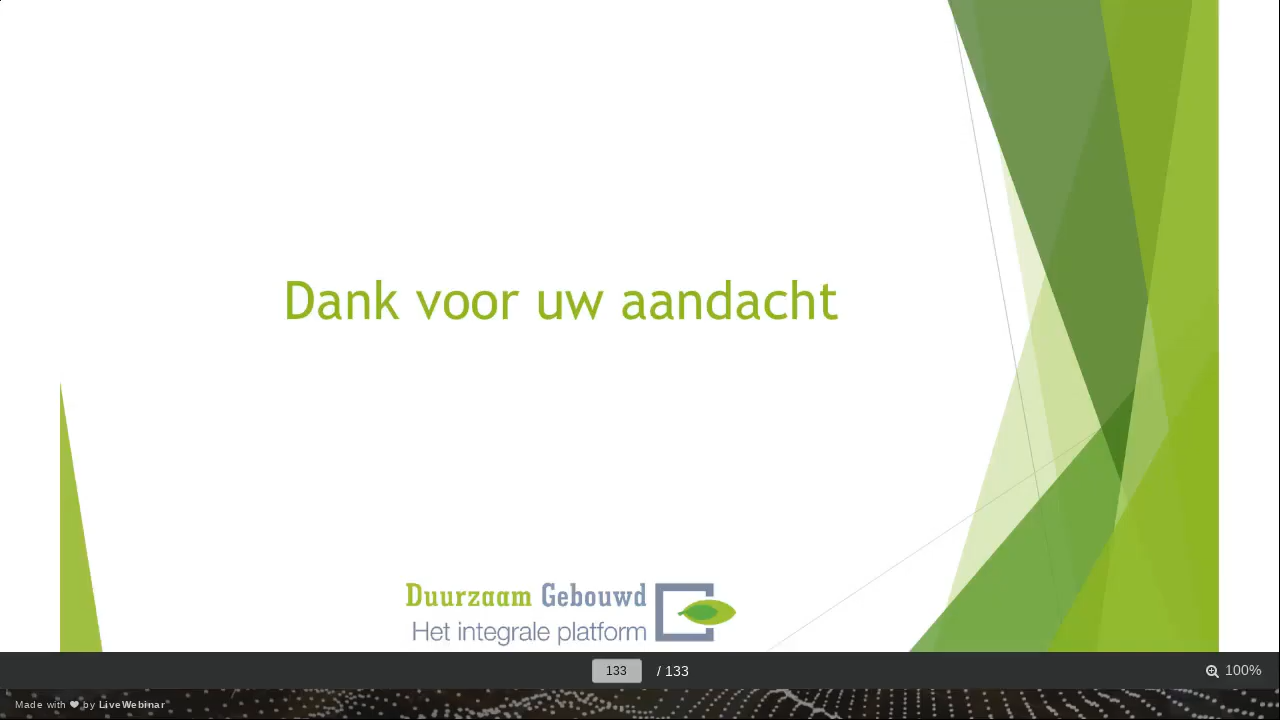 Dank voor uw aandacht
Duurzaam Gebouwd
Het integrale platform
133 / 133
100%
Made with ❤ by LiveWebinar